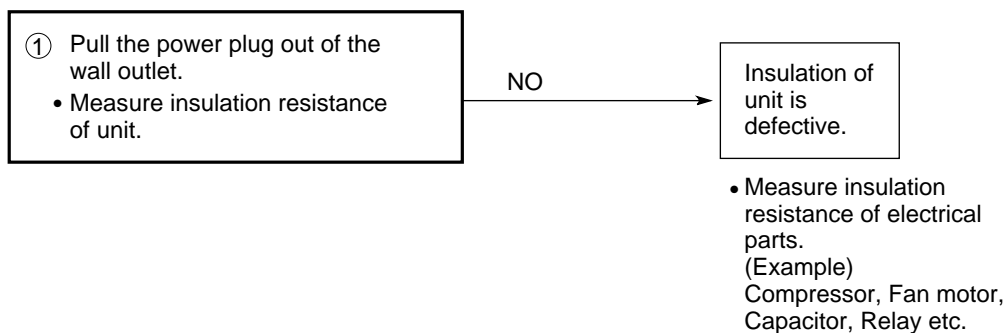 ① Pull the power plug out of the
wall outlet.
• Measure insulation resistance
of unit.
NO
Insulation of
unit is
defective.
• Measure insulation
resistance of electrical
parts.
(Example)
Compressor, Fan motor,
Capacitor, Relay etc.